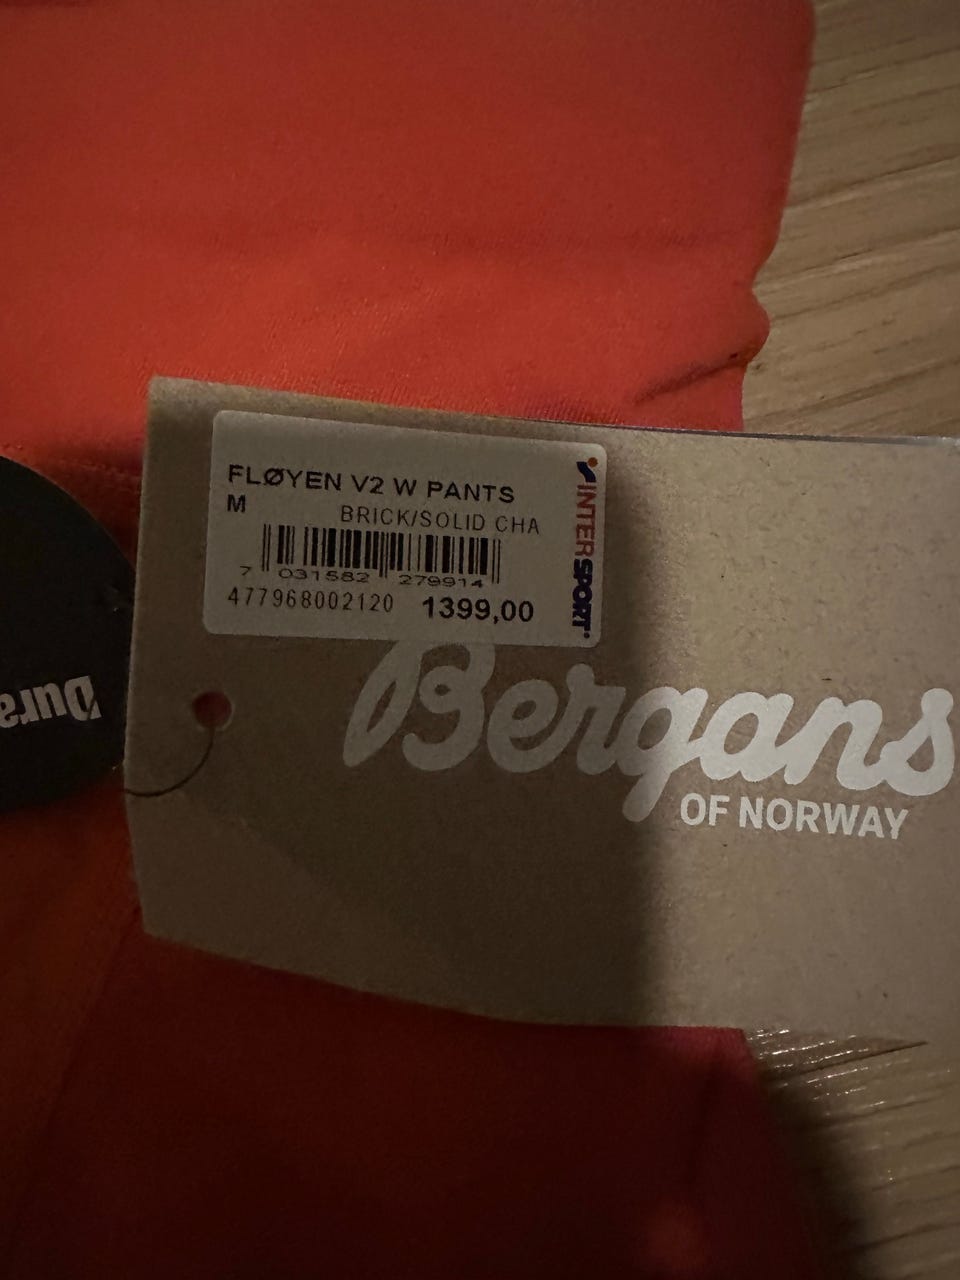 FLØYEN V2 W PANTS
M
BRICK/SOLID CHA
7 031582 279914
477968002120 1399,00
INTERSPORT
Bergans
OF NORWAY